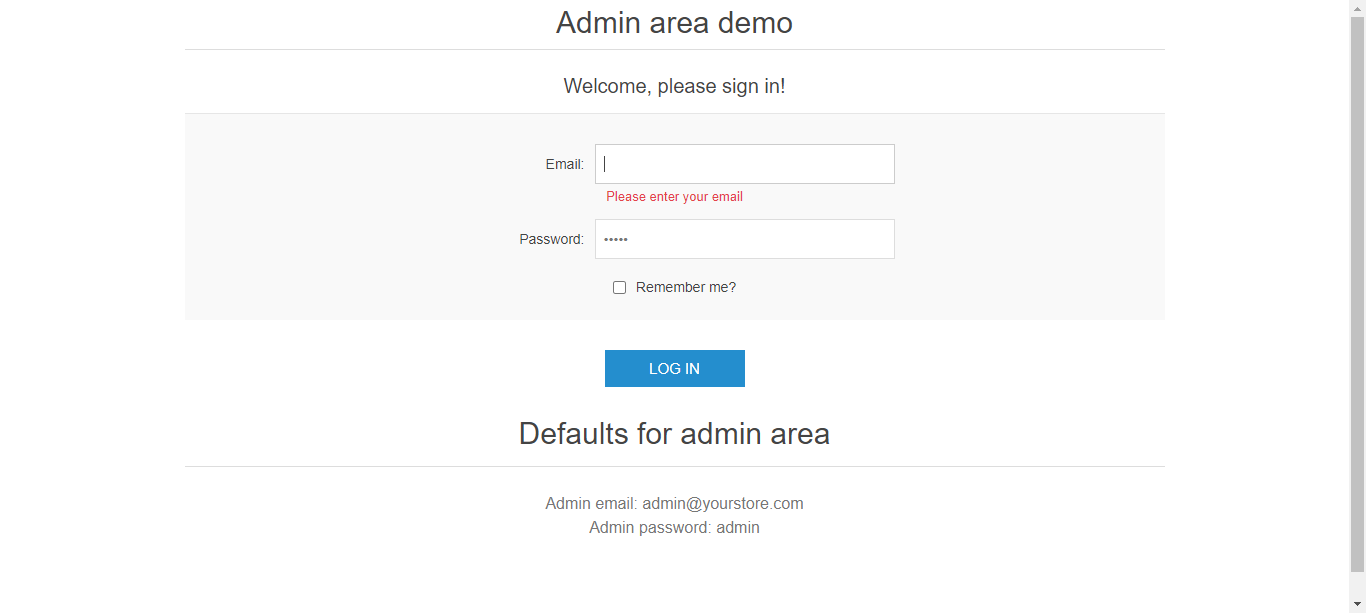 Admin area demo
Welcome, please sign in!
Email:
Please enter your email
Password: •••••
Remember me?
LOG IN
Defaults for admin area
Admin email: admin@yourstore.com
Admin password: admin